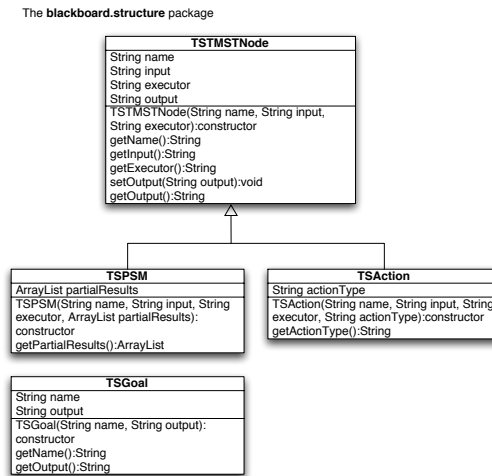 The blackboard.structure package
TSTMSTNode
String name
String input
String executor
String output
TSTMSTNode(String name, String input,
String executor):constructor
getName():String
getInput():String
getExecutor():String
setOutput(String output):void
getOutput():String
TSPSM
ArrayList partialResults
TSPSM(String name, String input, String
executor, ArrayList partialResults):
constructor
getPartialResults():ArrayList
TSAction
String actionType
TSAction(String name, String input, String
executor, String actionType):constructor
getActionType():String
TSGoal
String name
String output
TSGoal(String name, String output):
constructor
getName():String
getOutput():String